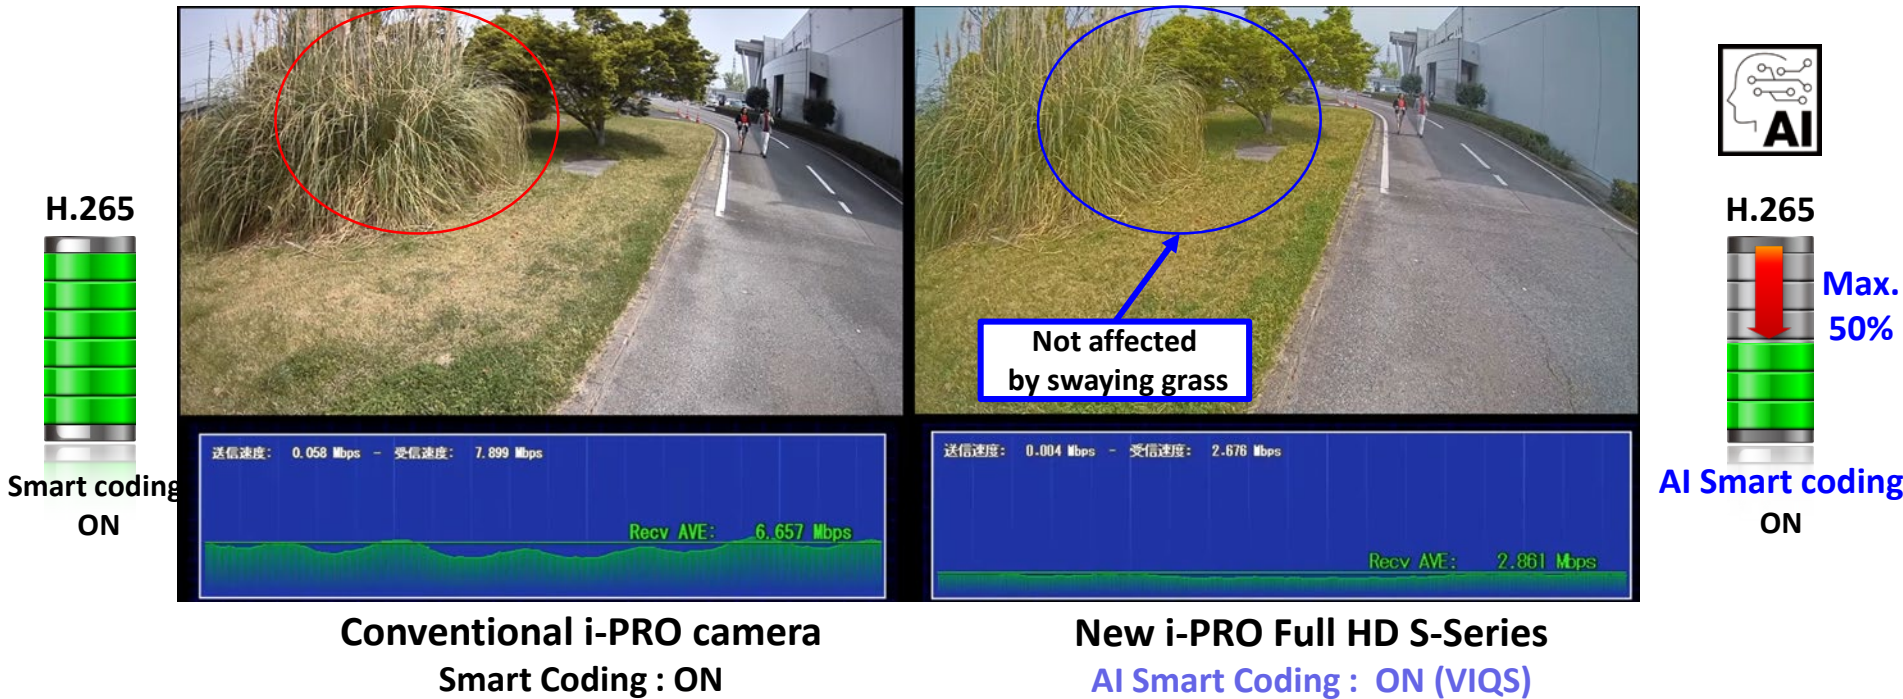 H.265
Smart coding
ON
Not affected
by swaying grass
送信速度: 0.058 Mbps - 受信速度: 7.899 Mbps
Recv AVE: 6.657 Mbps
送信速度: 0.004 Mbps - 受信速度: 2.676 Mbps
Recv AVE: 2.861 Mbps
AI
H.265
Max.
50%
AI Smart coding
ON
Conventional i-PRO camera
Smart Coding : ON
New i-PRO Full HD S-Series
AI Smart Coding : ON (VIQS)